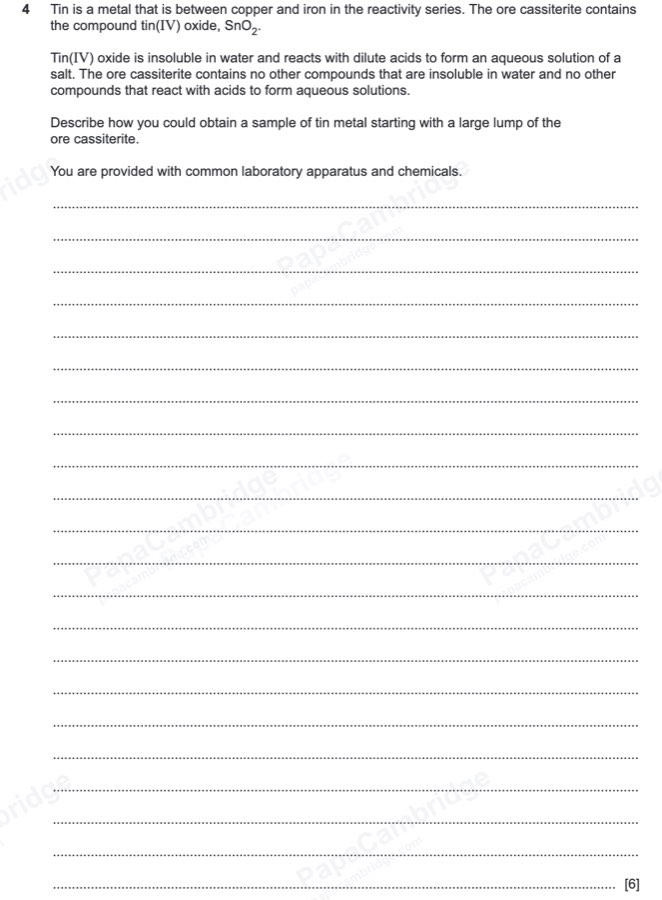 4 Tin is a metal that is between copper and iron in the reactivity series. The ore cassiterite contains
the compound tin(IV) oxide, SnO₂.
Tin(IV) oxide is insoluble in water and reacts with dilute acids to form an aqueous solution of a
salt. The ore cassiterite contains no other compounds that are insoluble in water and no other
compounds that react with acids to form aqueous solutions.
Describe how you could obtain a sample of tin metal starting with a large lump of the
ore cassiterite.
You are provided with common laboratory apparatus and chemicals.
PapaCambridge
PapaCambridge
PapaCambridge
PapaCambridge
[6]